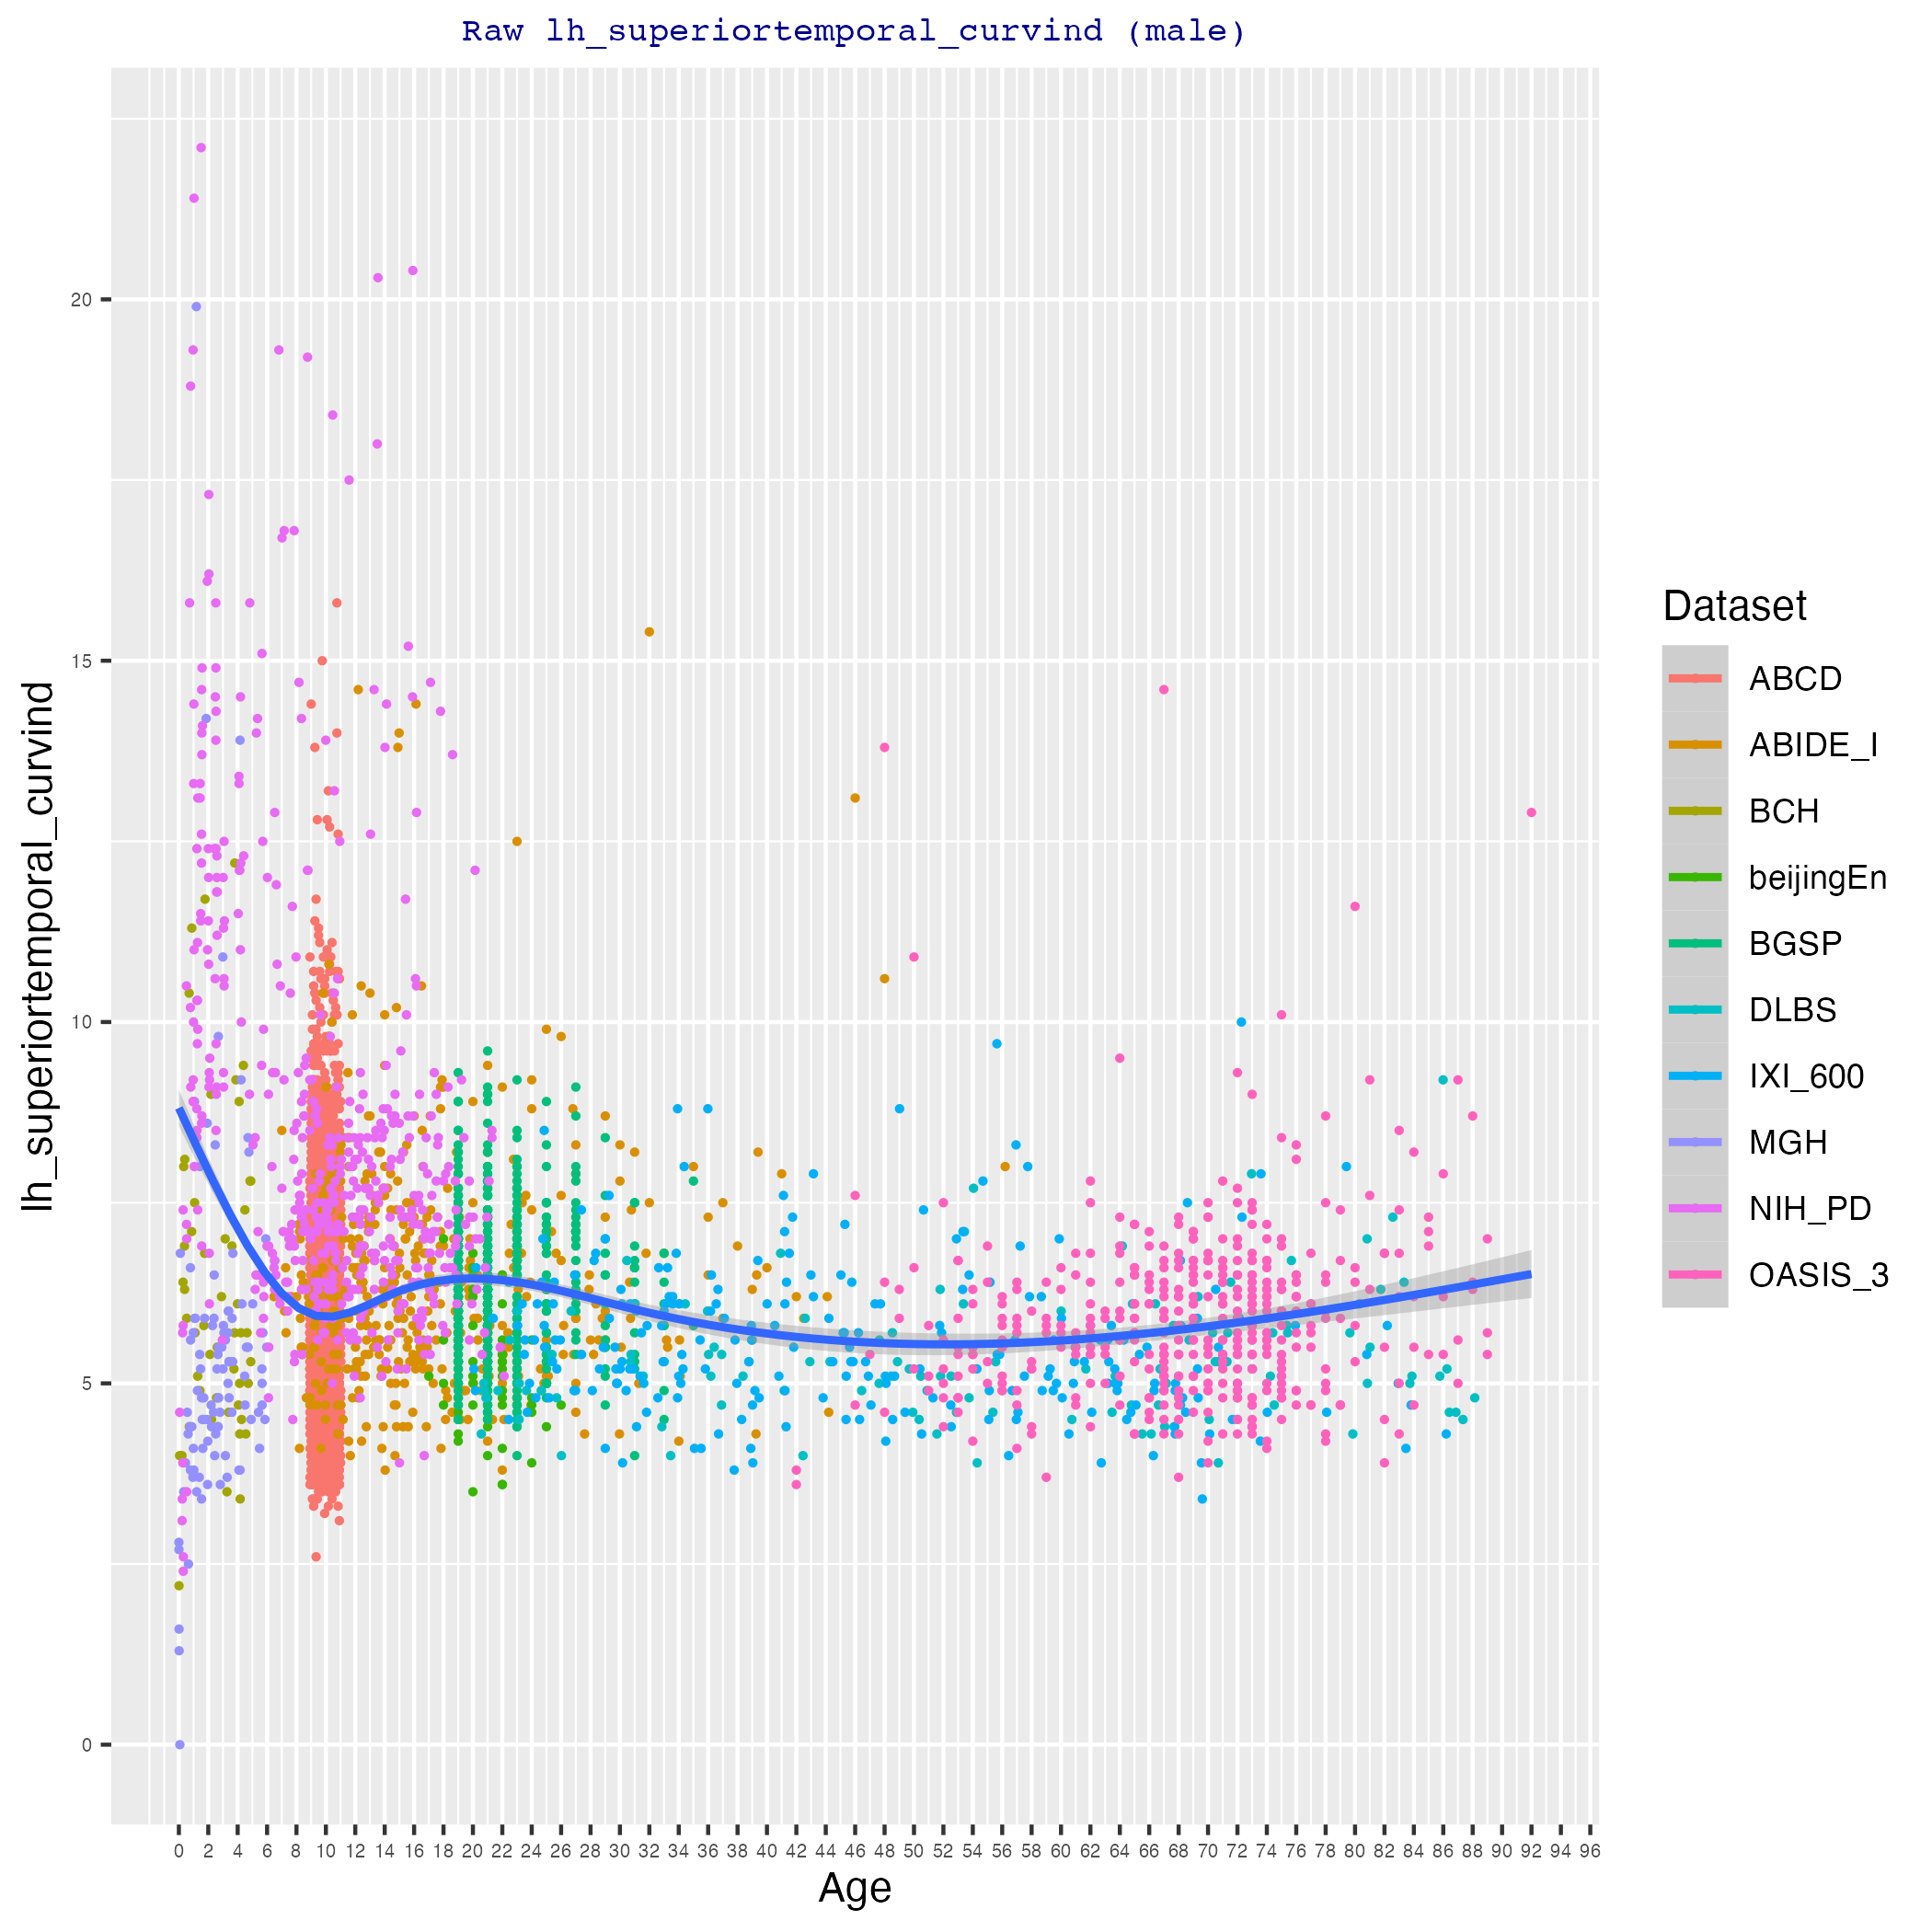 Raw lh_superiortemporal_curvind (male)
20
15
10
5
0
lh_superiortemporal_curvind
0 2 4 6 8 10 12 14 16 18 20 22 24 26 28 30 32 34 36 38 40 42 44 46 48 50 52 54 56 58 60 62 64 66 68 70 72 74 76 78 80 82 84 86 88 90 92 94 96
Age
Dataset
ABCD
ABIDE_I
BCH
beijingEn
BGSP
DLBS
IXI_600
MGH
NIH_PD
OASIS_3